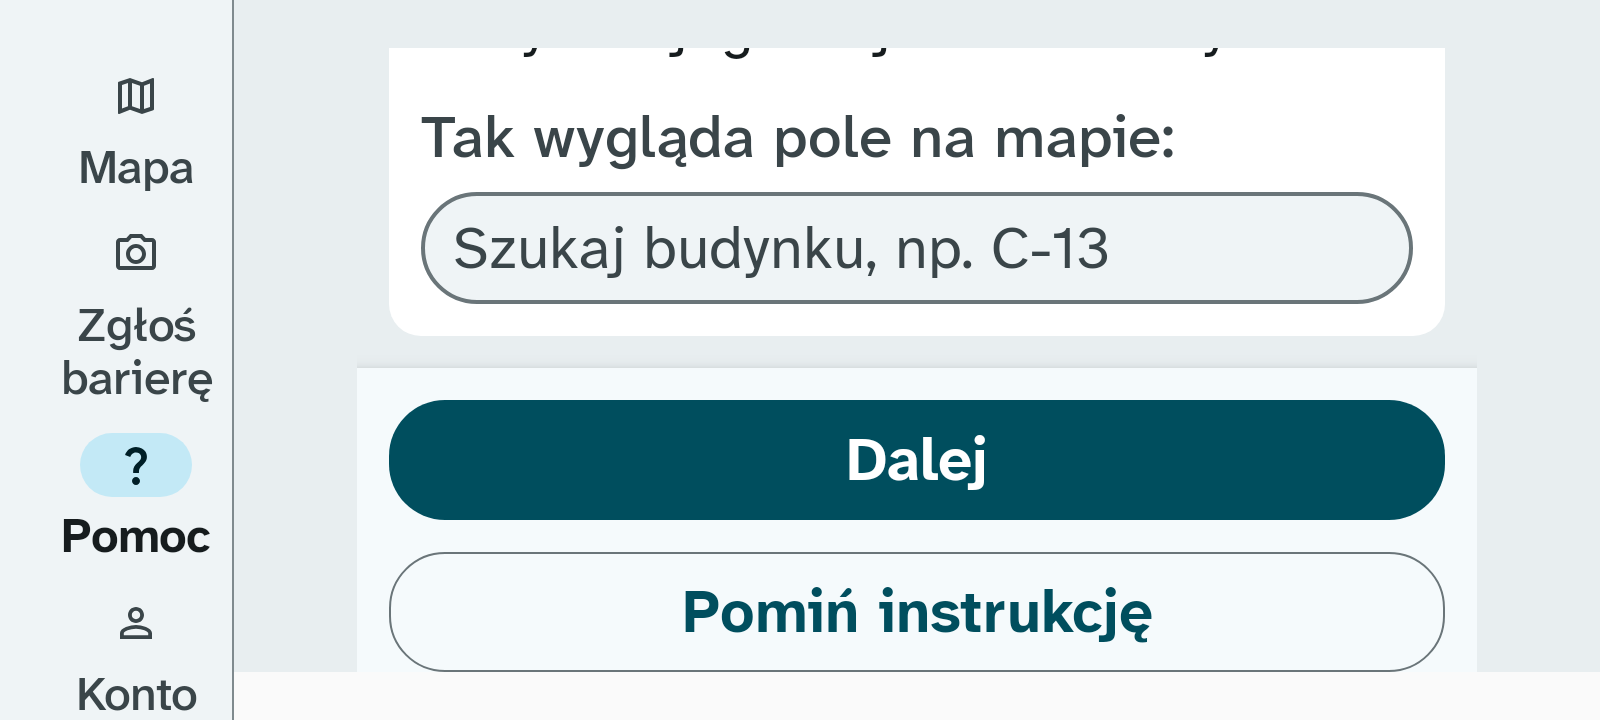 Mapa
Zgłoś
barierę
?
Pomoc
Konto
Tak wygląda pole na mapie:
Szukaj budynku, np. C-13
Dalej
Pomiń instrukcję